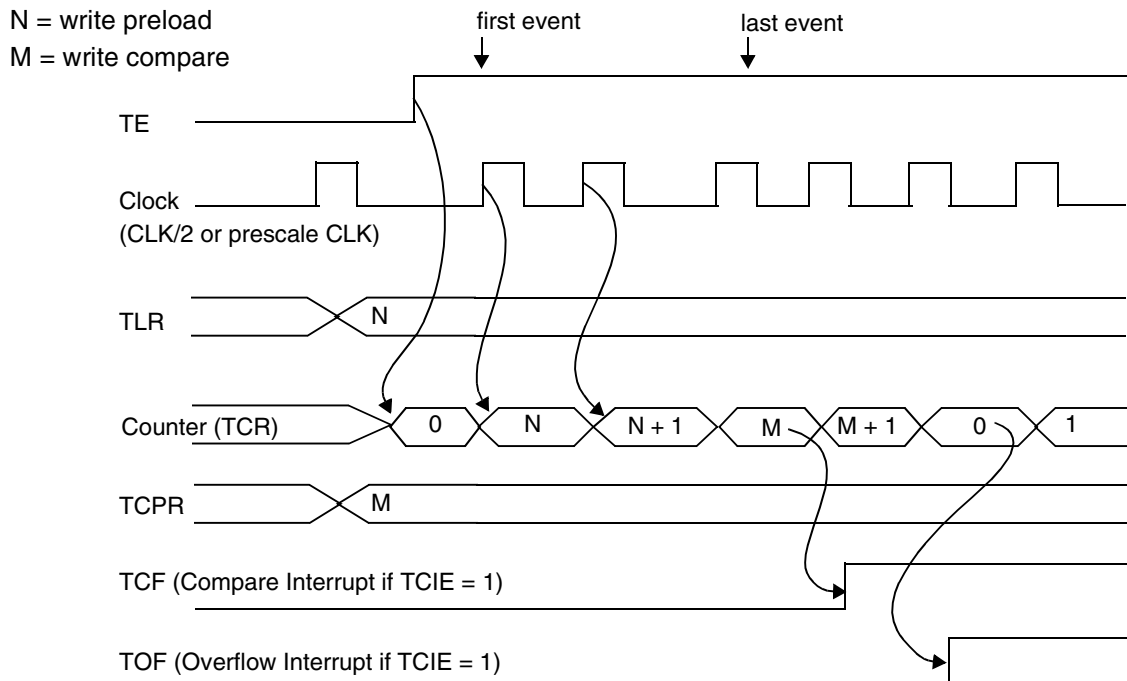 N = write preload
M = write compare
first event
last event
TE
Clock
(CLK/2 or prescale CLK)
TLR
N
Counter (TCR)
0
N
N + 1
M
M + 1
0
1
TCPR
M
TCF (Compare Interrupt if TCIE = 1)
TOF (Overflow Interrupt if TCIE = 1)